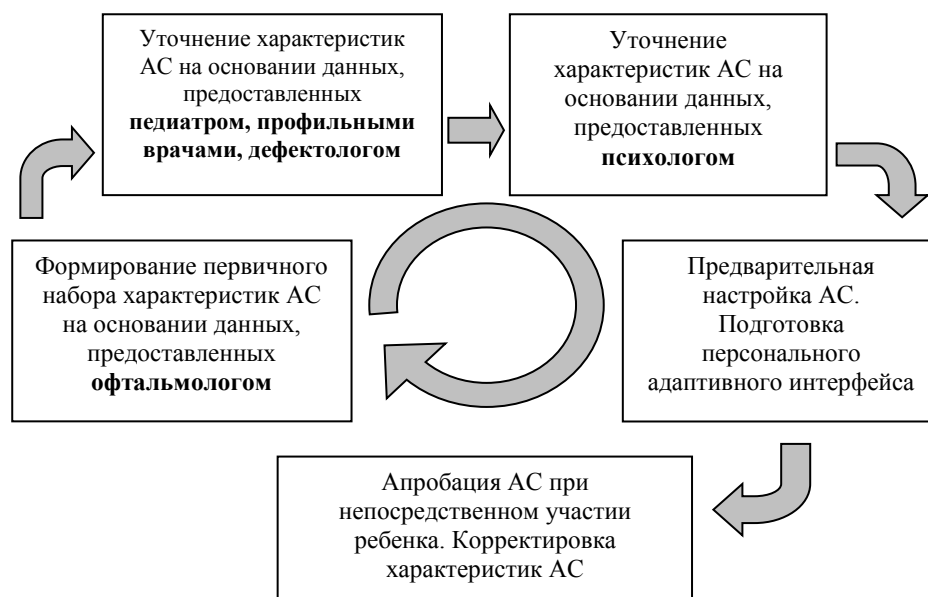 Уточнение характеристик
АС на основании данных,
предоставленных
педиатром, профильными
врачами, дефектологом
Уточнение
характеристик АС на
основании данных,
предоставленных
психологом
Формирование первичного
набора характеристик АС
на основании данных,
предоставленных
офтальмологом
Предварительная
настройка АС.
Подготовка
персонального
адаптивного интерфейса
Апробация АС при
непосредственном участии
ребенка. Корректировка
характеристик АС